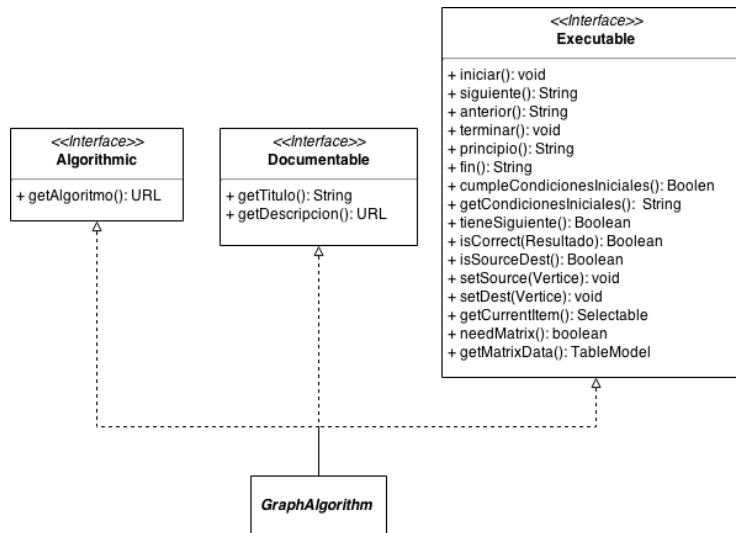 <<Interface>>
Executable
+ iniciar(): void
+ siguiente(): String
+ anterior(): String
+ terminar(): void
+ principio(): String
+ fin(): String
+ cumpleCondicionesIniciales(): Boolen
+ getCondicionesIniciales():  String
+ tieneSiguiente(): Boolean
+ isCorrect(Resultado): Boolean
+ isSourceDest(): Boolean
+ setSource(Vertice): void
+ setDest(Vertice): void
+ getCurrentItem(): Selectable
+ needMatrix(): boolean
+ getMatrixData(): TableModel
<<Interface>>
Algorithmic
+ getAlgoritmo(): URL
<<Interface>>
Documentable
+ getTitulo(): String
+ getDescripcion(): URL
GraphAlgorithm